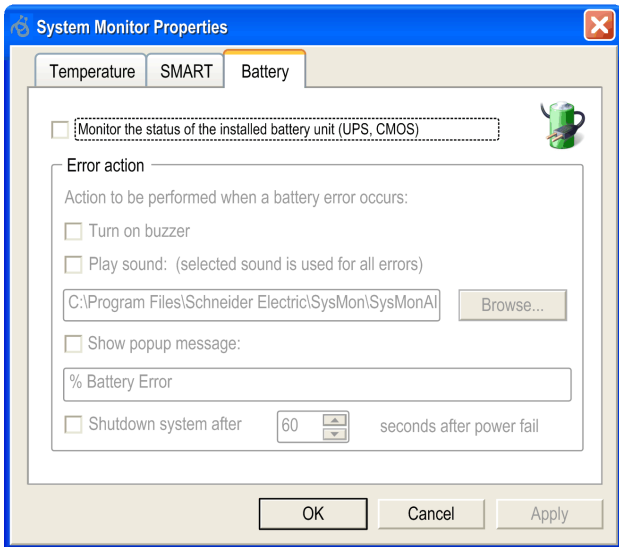 System Monitor Properties
Temperature SMART Battery
Monitor the status of the installed battery unit (UPS, CMOS)
Error action
Action to be performed when a battery error occurs:
Turn on buzzer
Play sound: (selected sound is used for all errors)
C:\Program Files\Schneider Electric\SysMon\SysMonAl Browse...
Show popup message:
% Battery Error
Shutdown system after 60 seconds after power fail
OK Cancel Apply